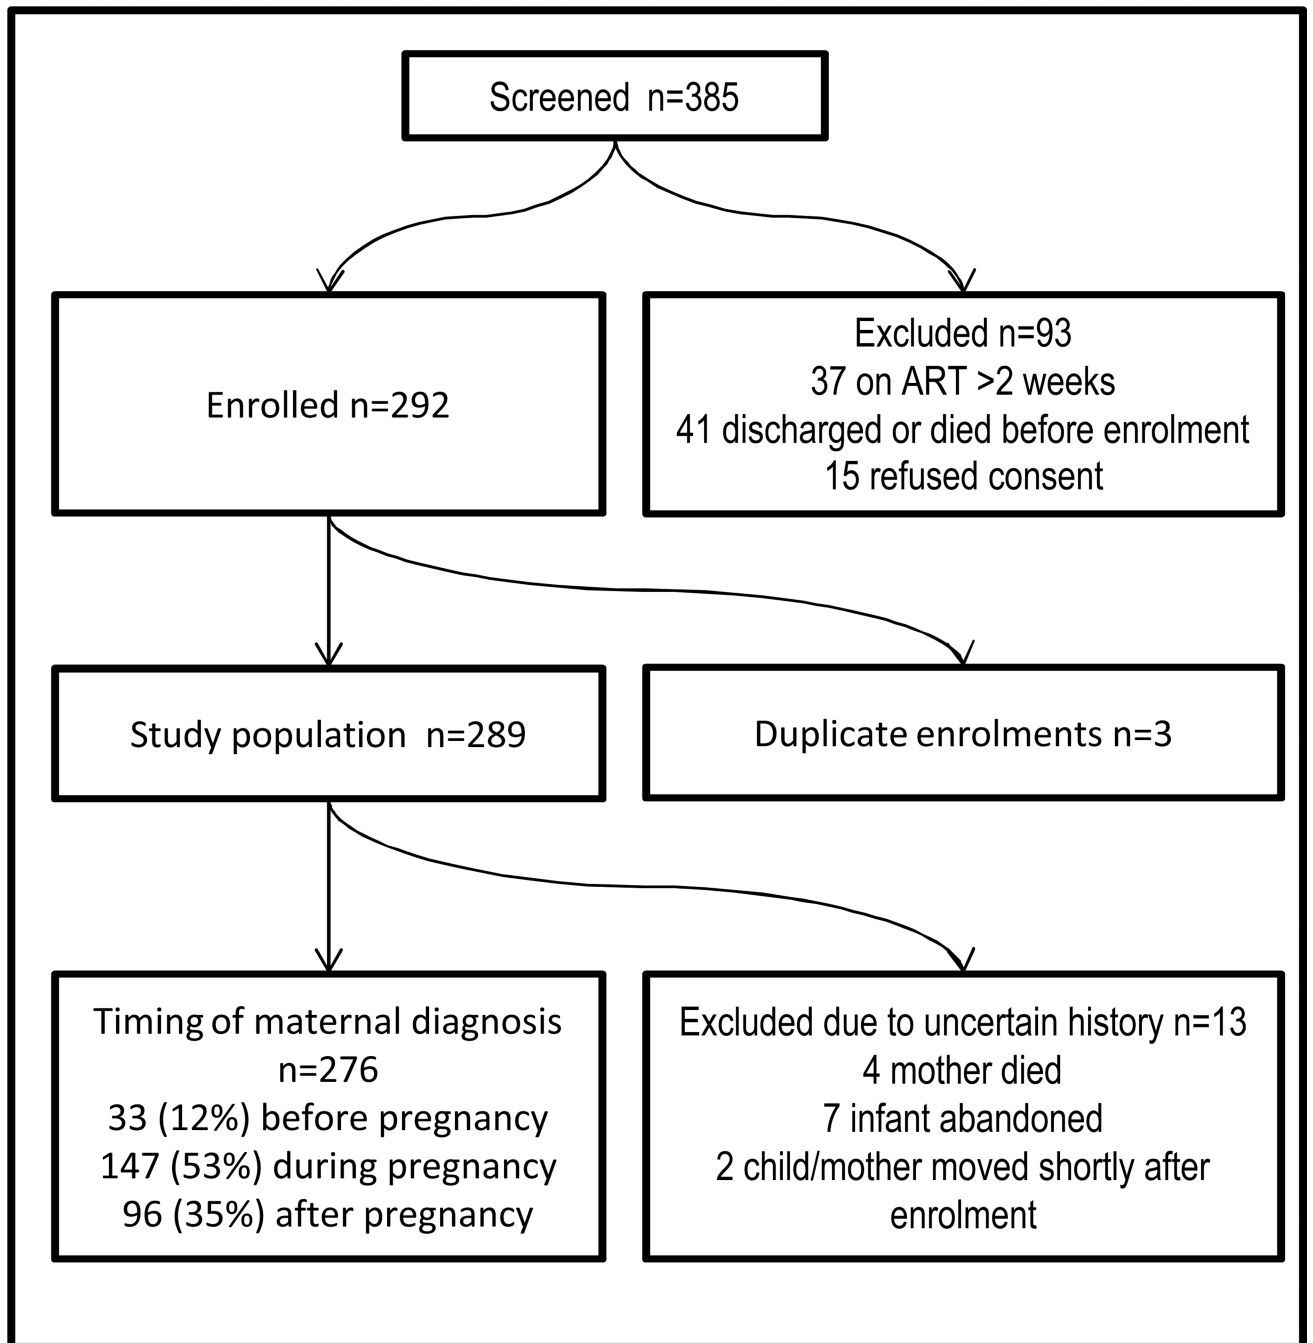 Screened n=385
Enrolled n=292
Excluded n=93
37 on ART >2 weeks
41 discharged or died before enrolment
15 refused consent
Study population n=289
Duplicate enrolments n=3
Timing of maternal diagnosis
n=276
33 (12%) before pregnancy
147 (53%) during pregnancy
96 (35%) after pregnancy
Excluded due to uncertain history n=13
4 mother died
7 infant abandoned
2 child/mother moved shortly after
enrolment